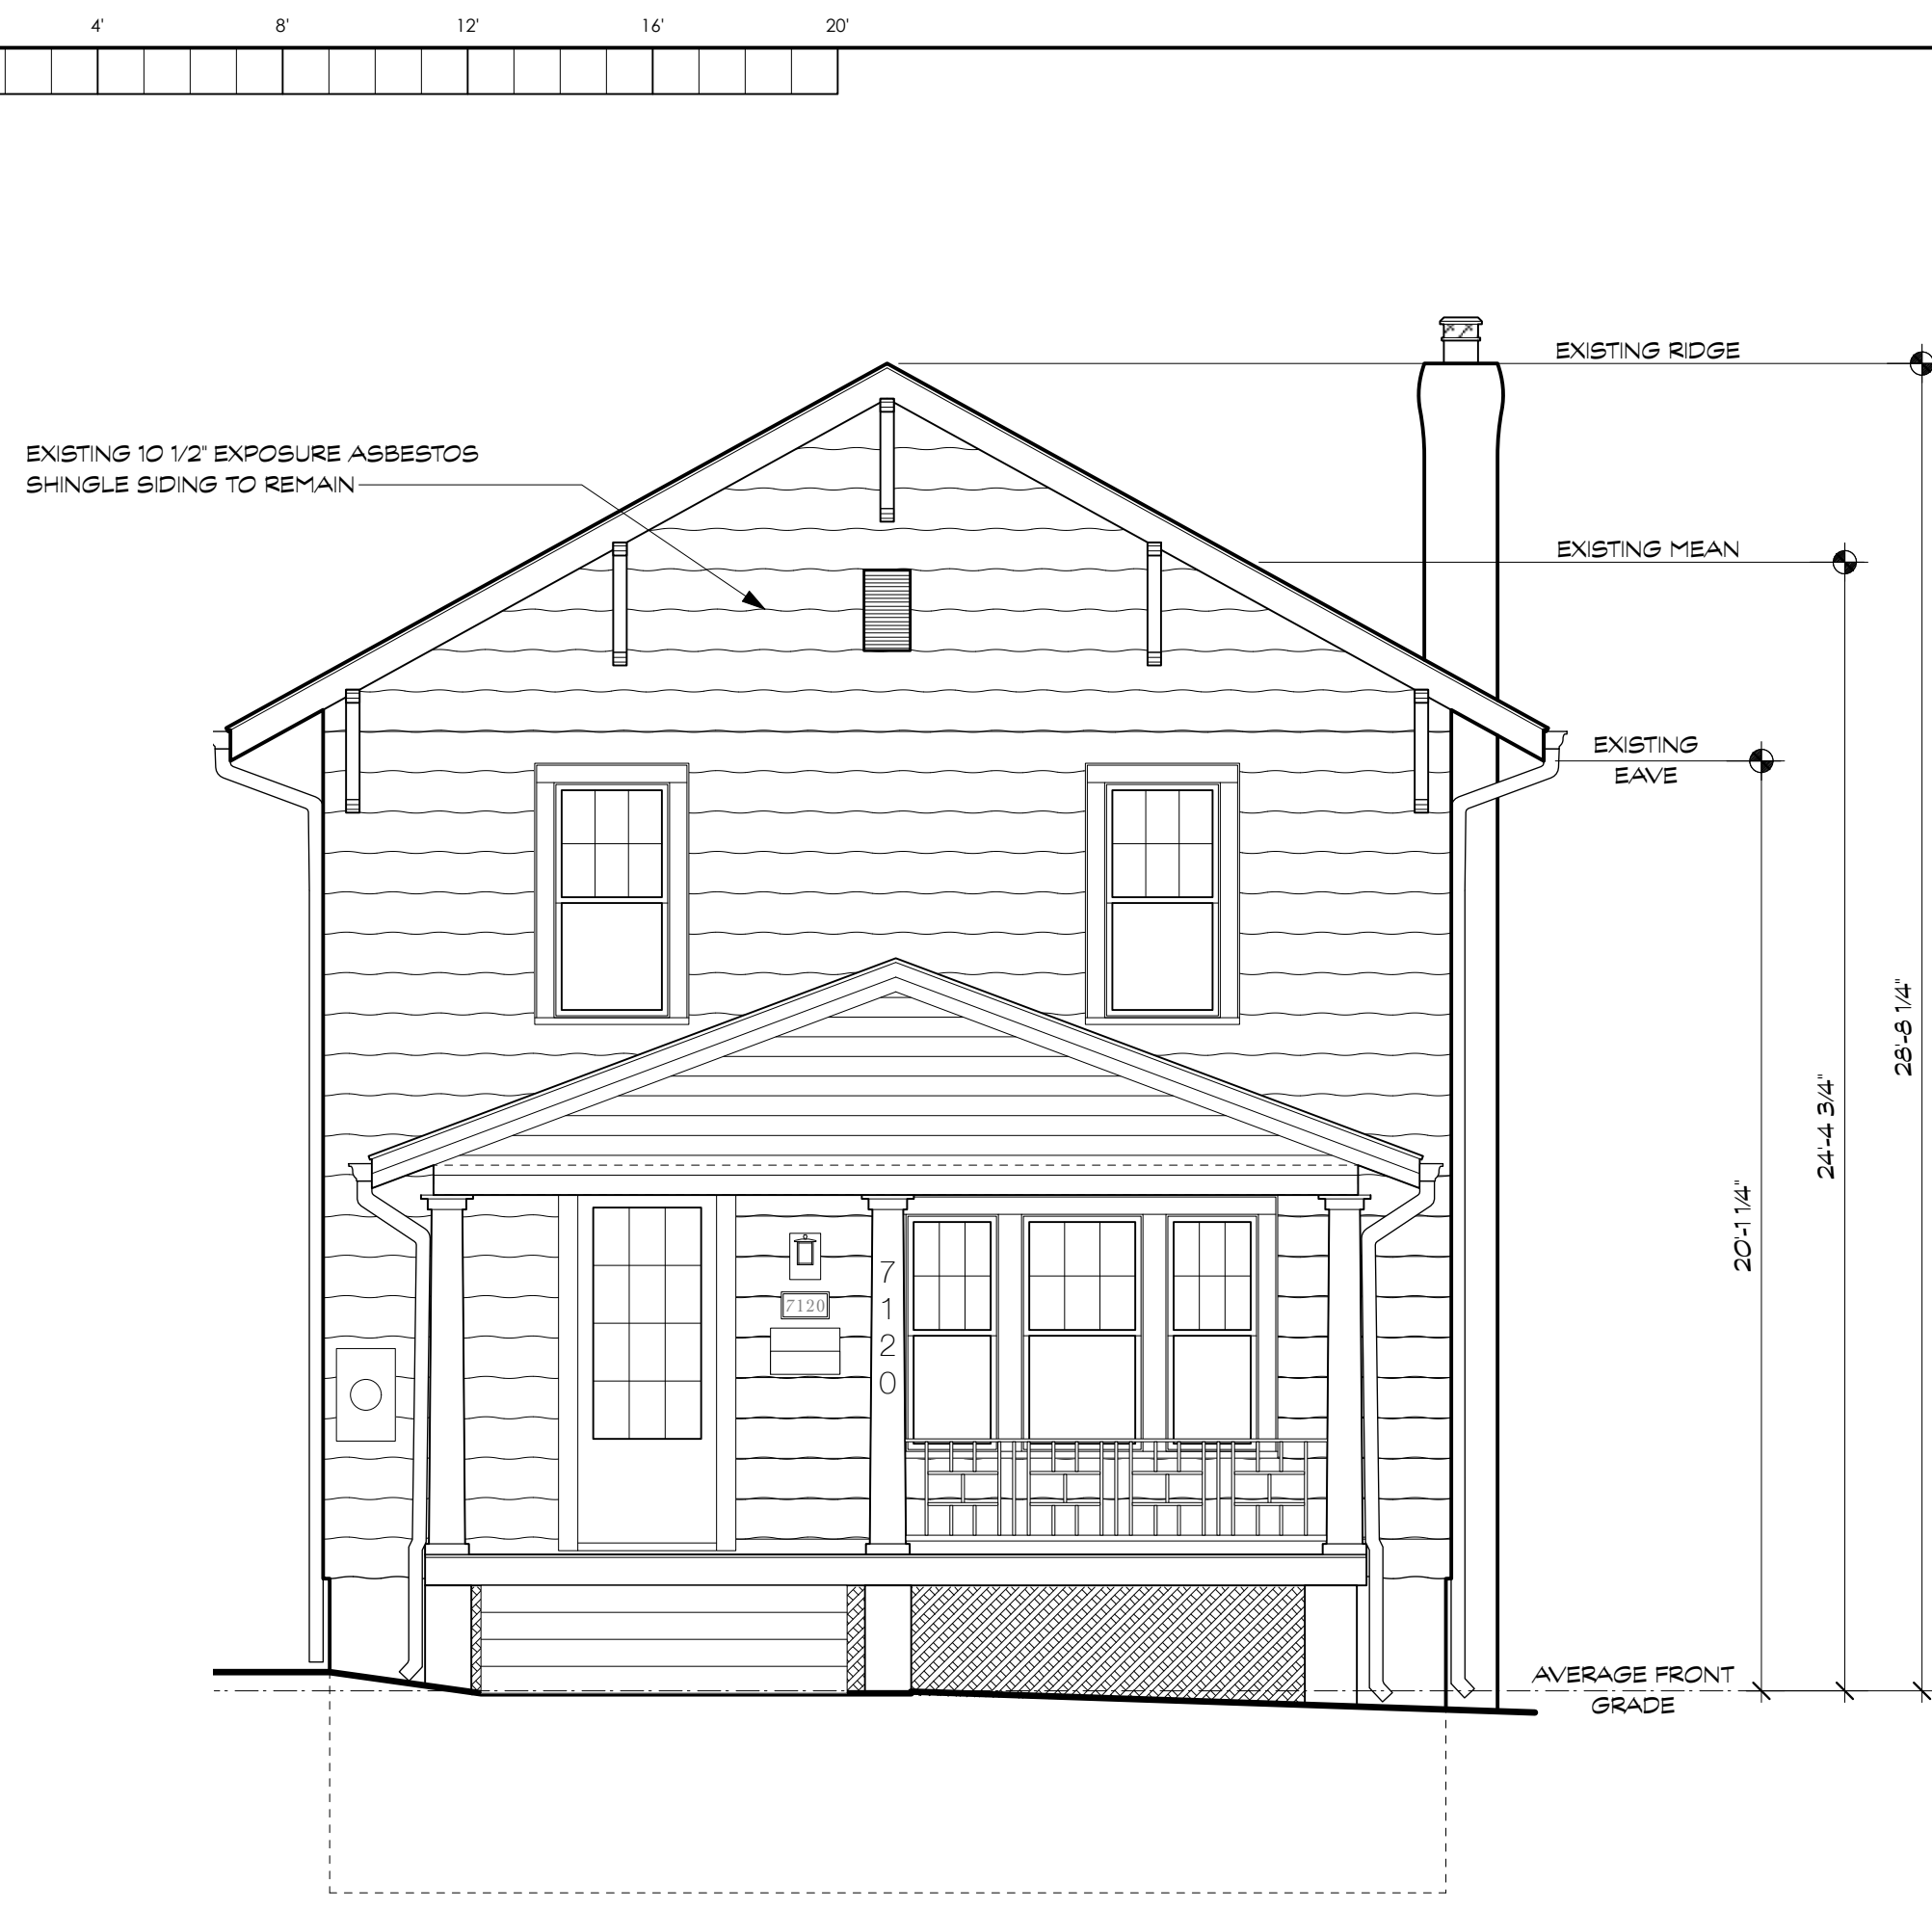 4' 8' 12' 16' 20'
EXISTING RIDGE
EXISTING 10 1/2" EXPOSURE ASBESTOS
SHINGLE SIDING TO REMAIN
EXISTING MEAN
EXISTING
EAVE
28'-8 1/4"
24'-4 3/4"
20'-1 1/4"
7120
7
1
2
0
AVERAGE FRONT
GRADE